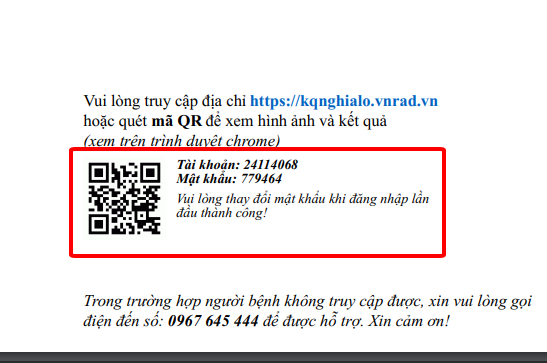 Vui lòng truy cập địa chỉ https://kqnghialo.vnrad.vn
hoặc quét mã QR để xem hình ảnh và kết quả
(xem trên trình duyệt chrome)
Tài khoản: 24114068
Mật khẩu: 779464
Vui lòng thay đổi mật khẩu khi đăng nhập lần
đầu thành công!
Trong trường hợp người bệnh không truy cập được, xin vui lòng gọi
điện đến số: 0967 645 444 để được hỗ trợ. Xin cảm ơn!